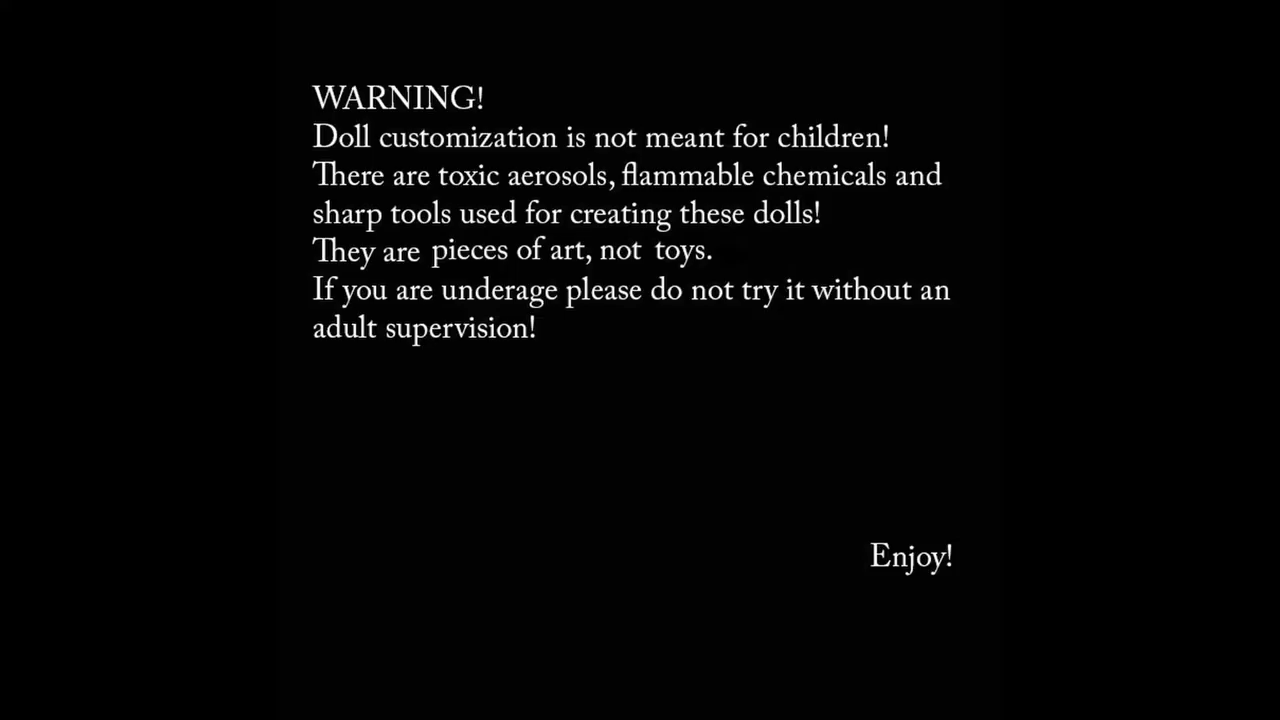 WARNING!
Doll customization is not meant for children!
There are toxic aerosols, flammable chemicals and
sharp tools used for creating these dolls!
They are pieces of art, not toys.
If you are underage please do not try it without an
adult supervision!
Enjoy!